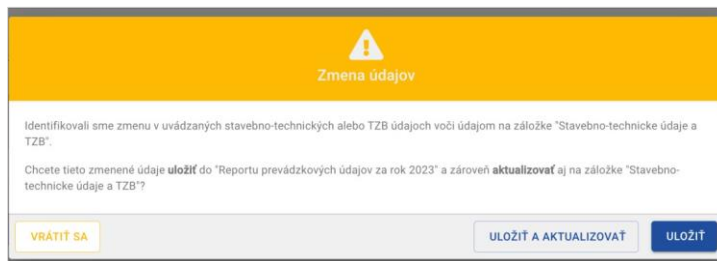 Zmena údajov
Identifikovali sme zmenu v uvádzaných stavebno-technických alebo TZB údajoch voči údajom na záložke "Stavebno-technicke údaje a
TZB".
Chcete tieto zmenené údaje uložiť do "Reportu prevádzkových údajov za rok 2023" a zároveň aktualizovať aj na záložke "Stavebno-
technicke údaje a TZB"?
VRÁTIŤ SA
ULOŽIŤ A AKTUALIZOVAŤ
ULOŽIŤ